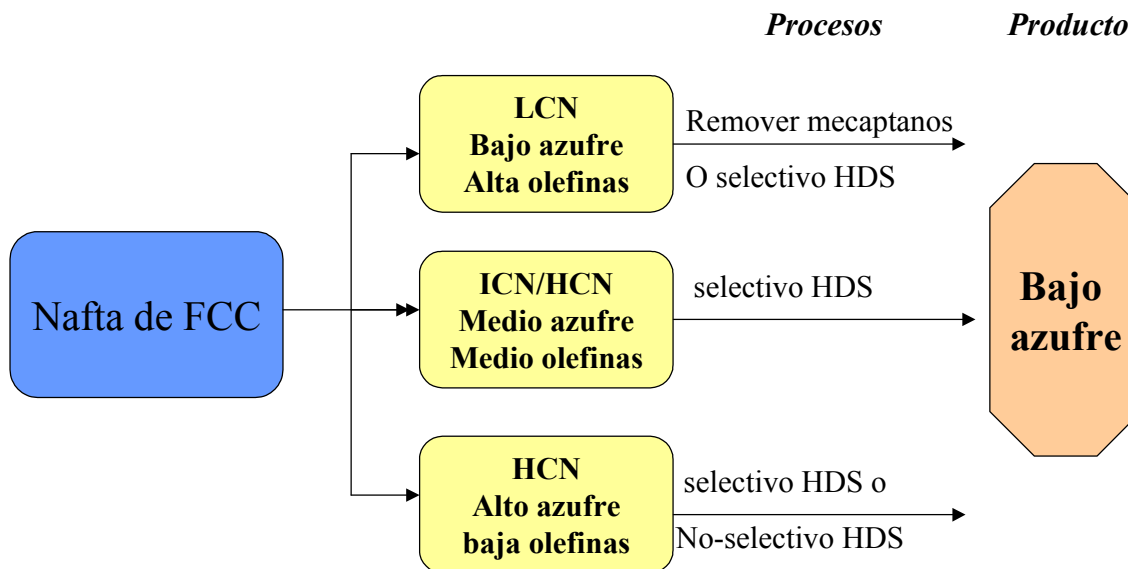 Procesos
Producto
LCN
Bajo azufre
Alta olefinas
Remover mecaptanos
O selectivo HDS
Nafta de FCC
ICN/HCN
Medio azufre
Medio olefinas
selectivo HDS
Bajo
azufre
HCN
Alto azufre
baja olefinas
selectivo HDS o
No-selectivo HDS